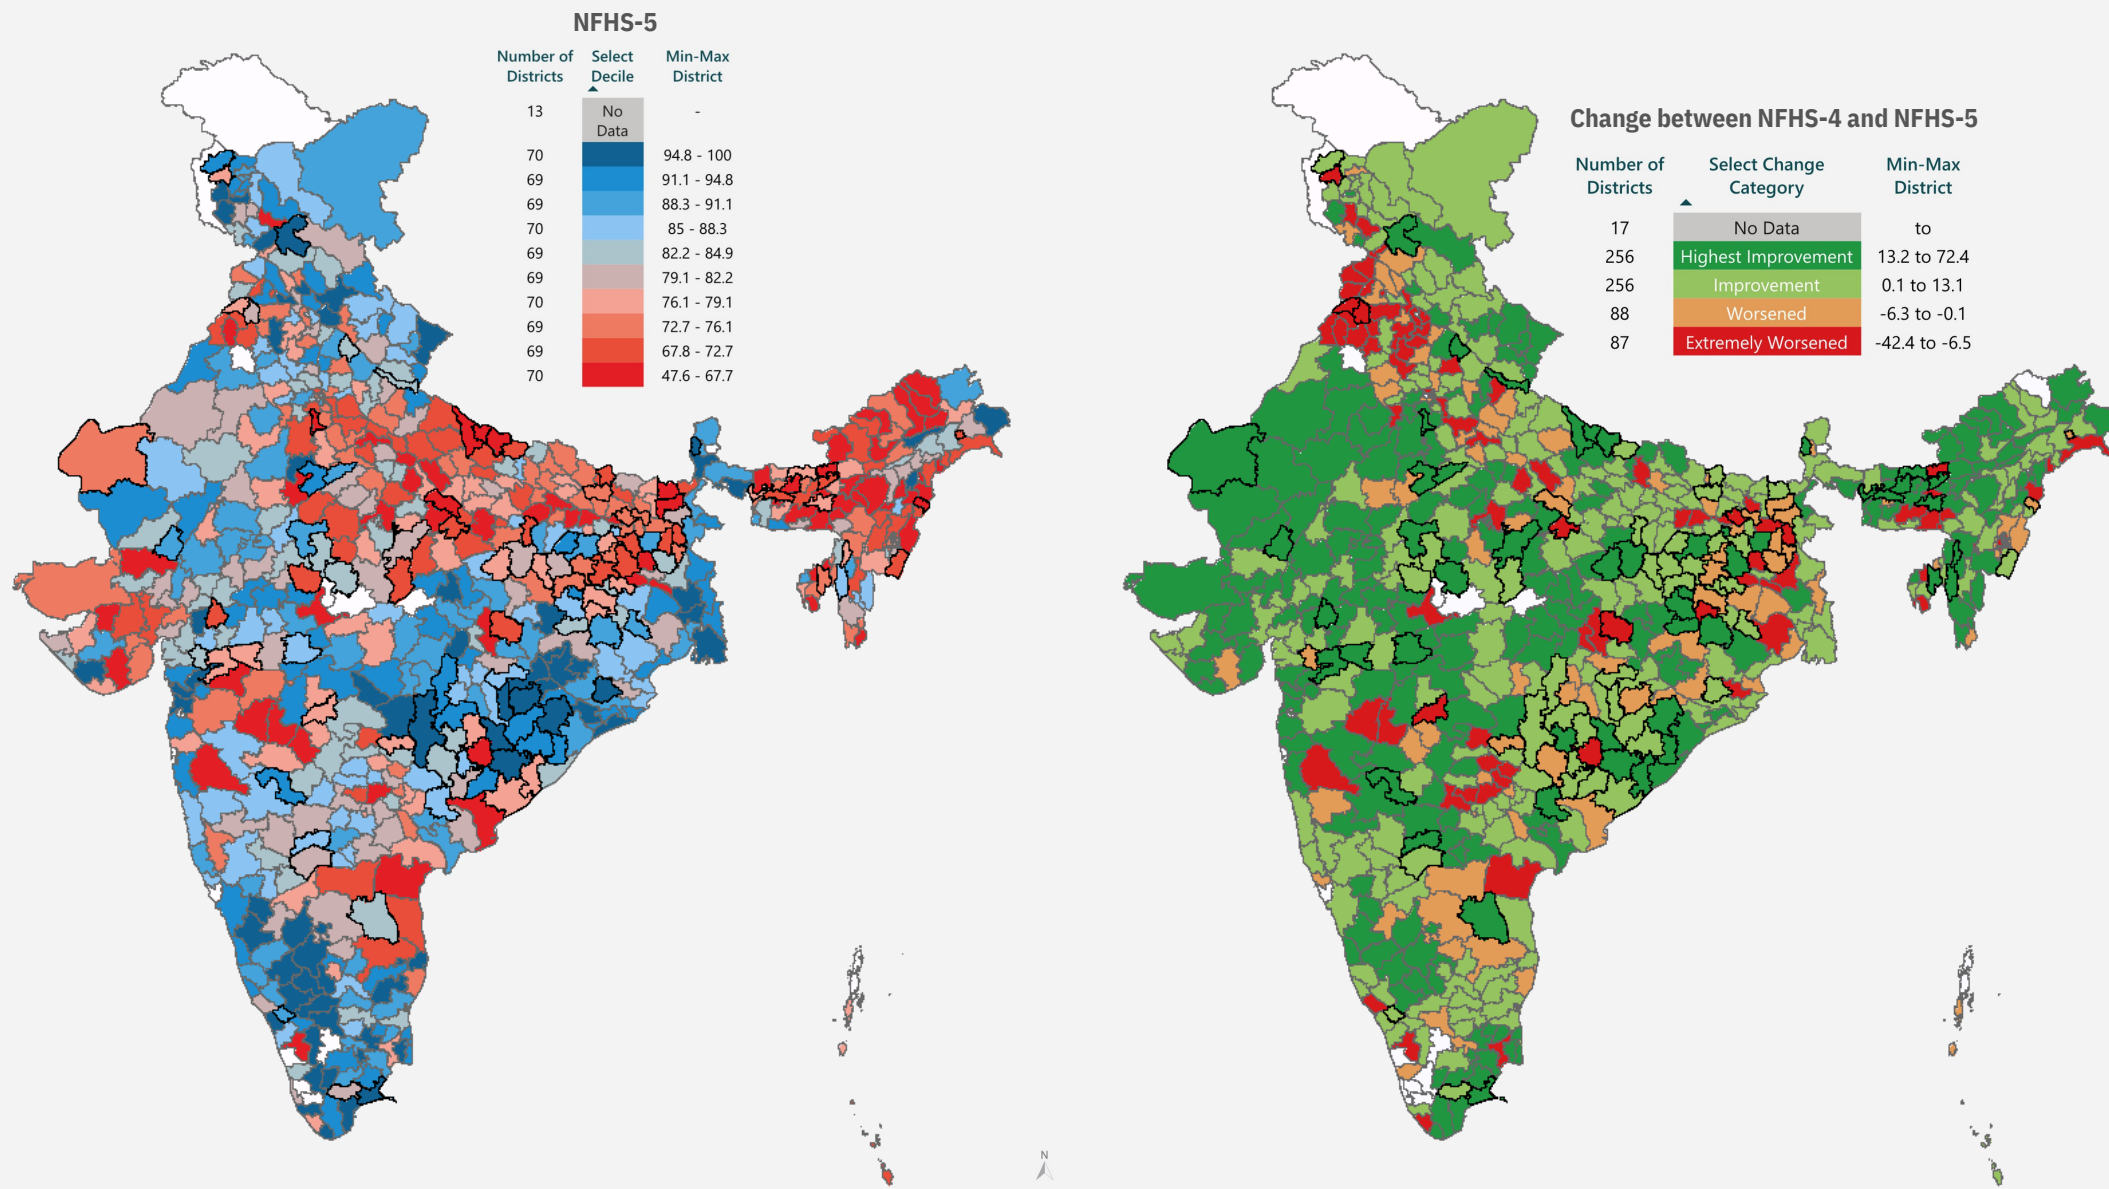 NFHS-5
Number of Districts Select Decile Min-Max District
13 No Data -
70 94.8 - 100
69 91.1 - 94.8
69 88.3 - 91.1
70 85 - 88.3
69 82.2 - 84.9
69 79.1 - 82.2
70 76.1 - 79.1
69 72.7 - 76.1
69 67.8 - 72.7
70 47.6 - 67.7
Change between NFHS-4 and NFHS-5
Number of Districts Select Change Category Min-Max District
17 No Data to
256 Highest Improvement 13.2 to 72.4
256 Improvement 0.1 to 13.1
88 Worsened -6.3 to -0.1
87 Extremely Worsened -42.4 to -6.5
N